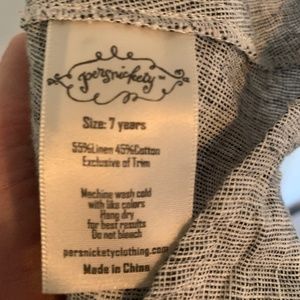 persnickety™
Size: 7 years
55%Linen 45%Cotton
Exclusive of Trim
Machine wash cold
with like colors
Hang dry
for best results
Do not bleach
persnicketyclothing.com
Made in China